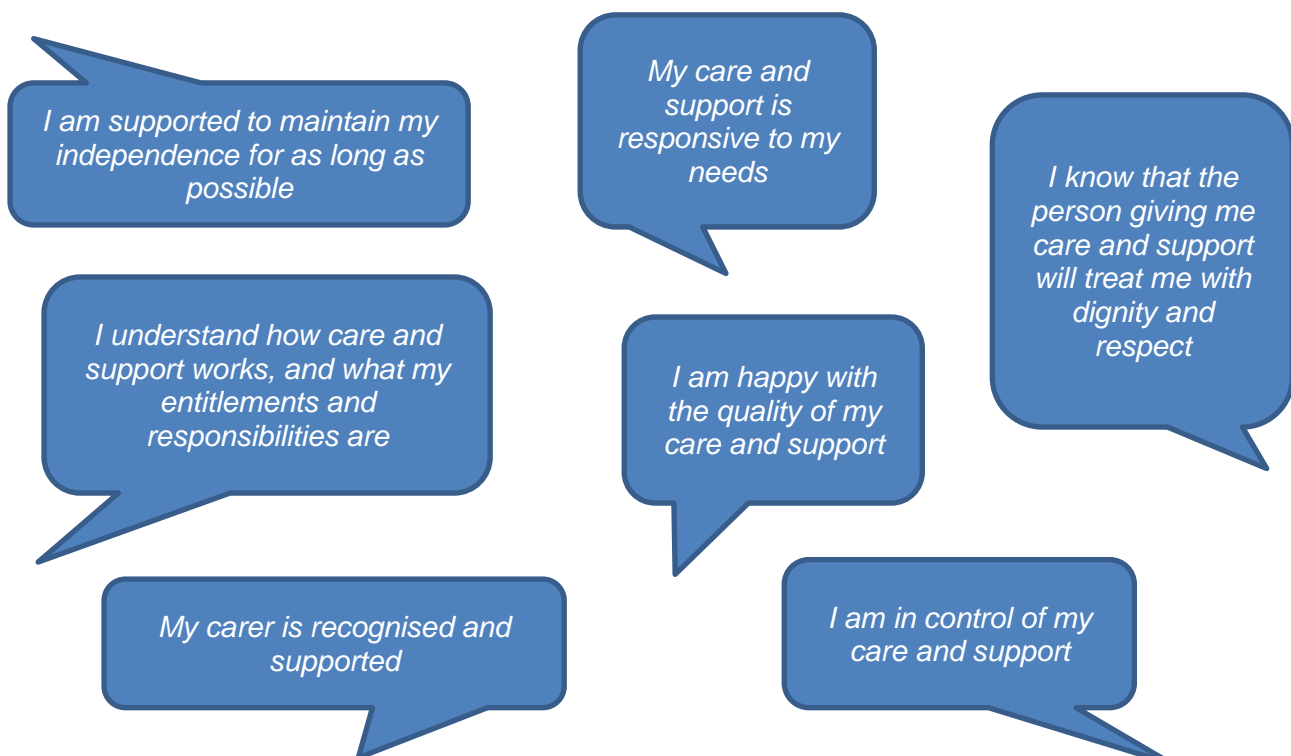 I am supported to maintain my
independence for as long as
possible
My care and
support is
responsive to my
needs
I know that the
person giving me
care and support
will treat me with
dignity and
respect
I understand how care and
support works, and what my
entitlements and
responsibilities are
I am happy with
the quality of my
care and support
My carer is recognised and
supported
I am in control of my
care and support